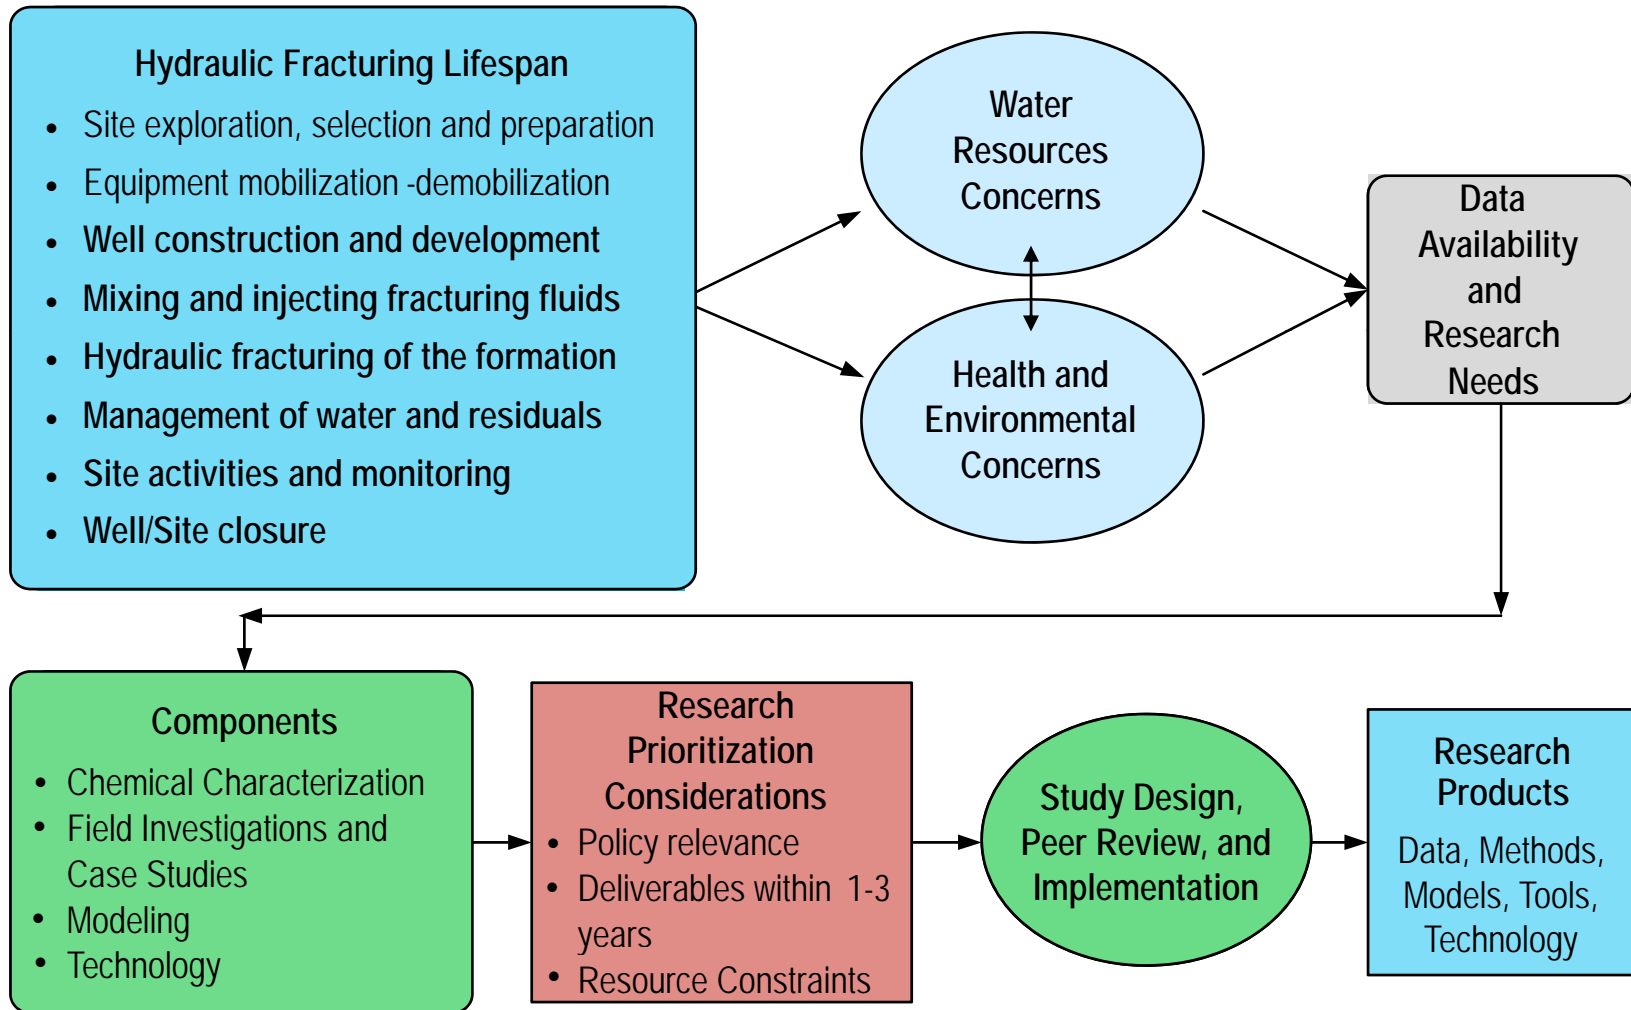 Hydraulic Fracturing Lifespan
• Site exploration, selection and preparation
• Equipment mobilization -demobilization
• Well construction and development
• Mixing and injecting fracturing fluids
• Hydraulic fracturing of the formation
• Management of water and residuals
• Site activities and monitoring
• Well/Site closure
Water
Resources
Concerns
Health and
Environmental
Concerns
Data
Availability
and
Research
Needs
Components
• Chemical Characterization
• Field Investigations and
Case Studies
• Modeling
• Technology
Research
Prioritization
Considerations
• Policy relevance
• Deliverables within 1-3
years
• Resource Constraints
Study Design,
Peer Review, and
Implementation
Research
Products
Data, Methods,
Models, Tools,
Technology